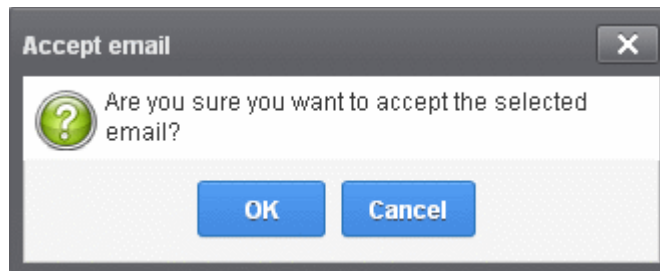 Accept email
Are you sure you want to accept the selected
email?
OK
Cancel